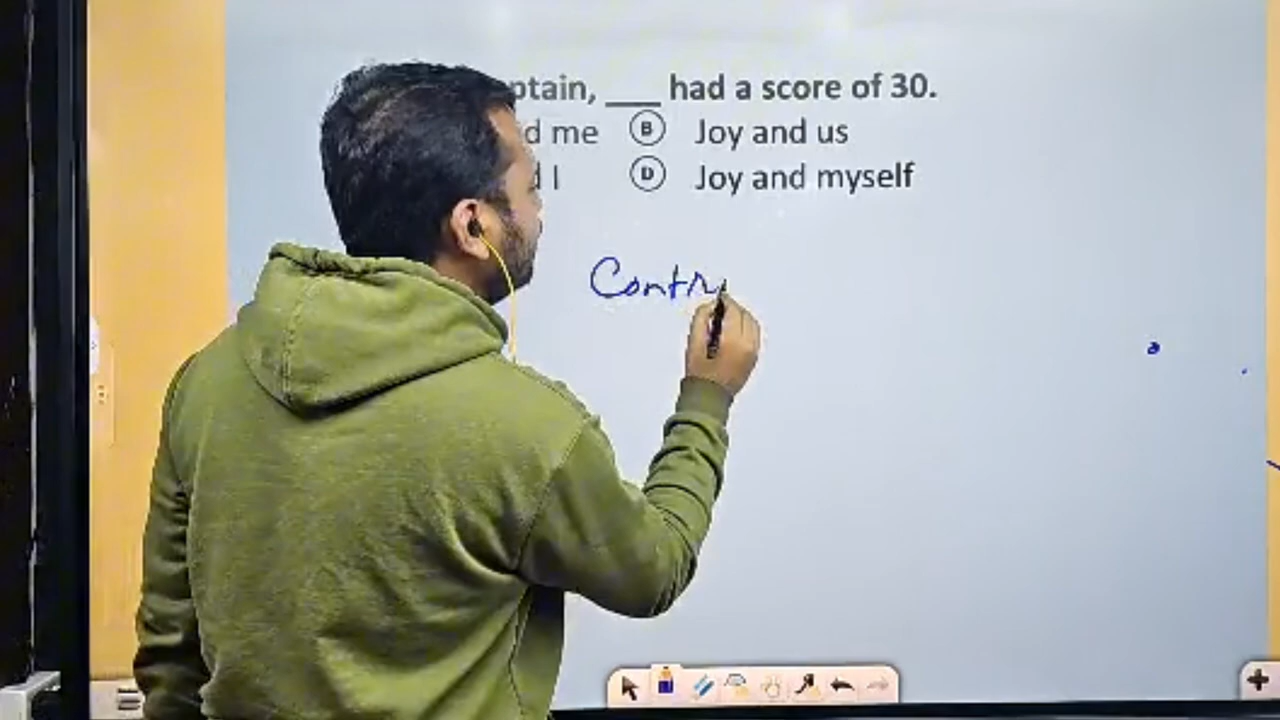 ptain, ___ had a score of 30.
d me B Joy and us
d I D Joy and myself
Contr